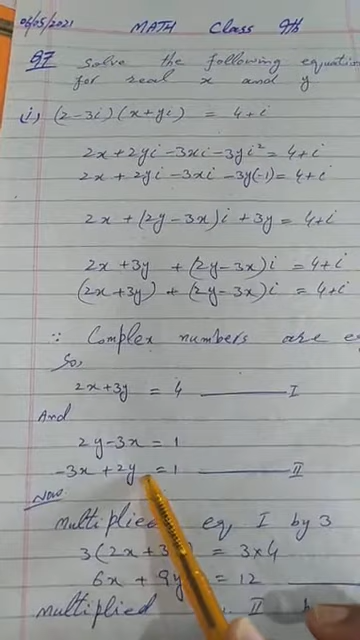 06/05/2021 MATH Class 9th
Q7 Solve the following equation
for real x and y
i, (2-3i)(x+yi) = 4+i
2x+2yi-3xi-3yi² = 4+i
2x+2yi-3xi-3y(-1) = 4+i
2x+(2y-3x)i+3y = 4+i
2x+3y +(2y-3x)i = 4+i
(2x+3y)+(2y-3x)i = 4+i
∵ Complex numbers are
So,
2x+3y = 4 ——— I
And
2y-3x = 1
-3x+2y = 1 ——— II
Now
multiplied eq, I by 3
3(2x+3 ) = 3×4
6x + 9y = 12 ———
multiplied II